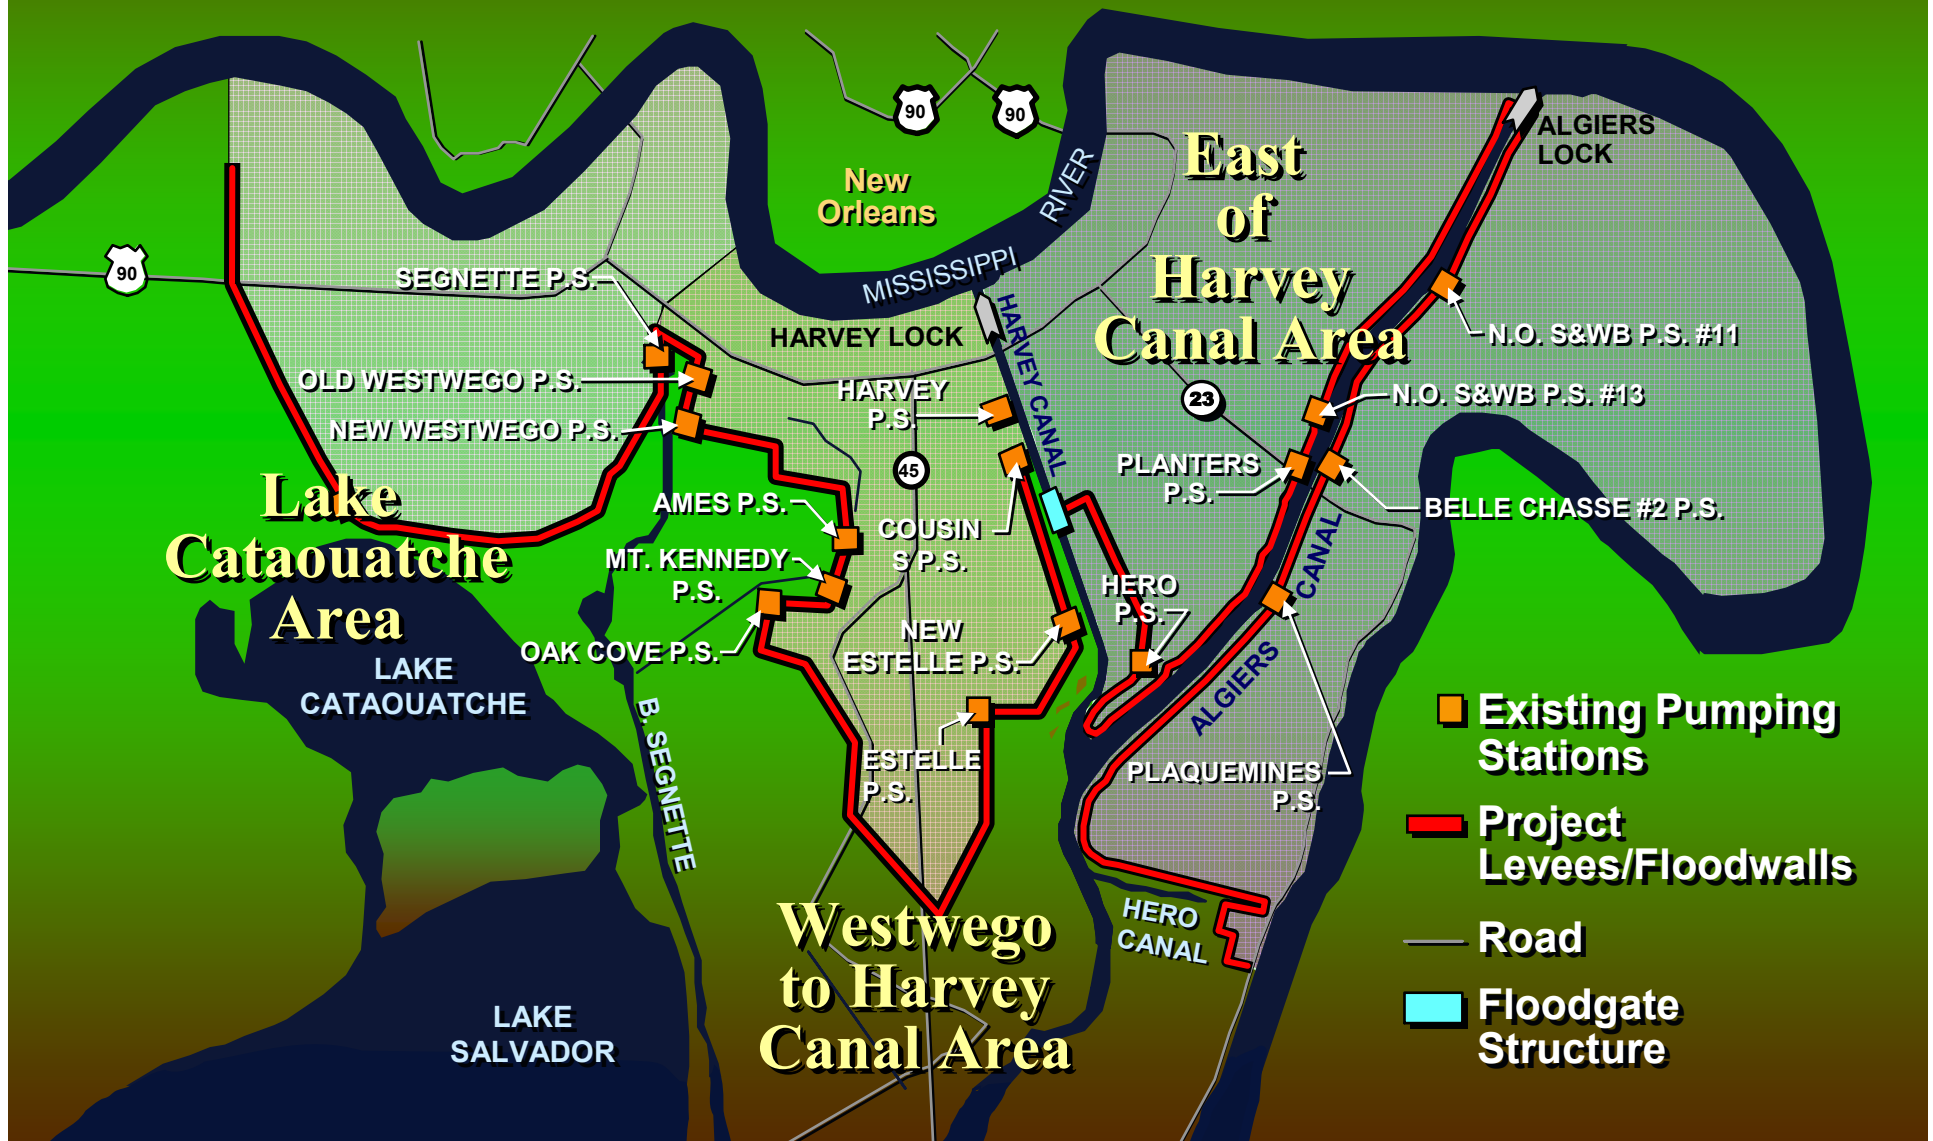 90
90
ALGIERS
LOCK
East
of
Harvey
Canal Area
New
Orleans
RIVER
MISSISSIPPI
90
SEGNETTE P.S.
HARVEY LOCK
HARVEY CANAL
N.O. S&WB P.S. #11
OLD WESTWEGO P.S.
HARVEY
P.S.
23
N.O. S&WB P.S. #13
NEW WESTWEGO P.S.
45
PLANTERS
P.S.
BELLE CHASSE #2 P.S.
Lake
Cataouatche
Area
AMES P.S.
COUSIN
S P.S.
MT. KENNEDY
P.S.
HERO
P.S.
CANAL
ALGIERS
OAK COVE P.S.
NEW
ESTELLE P.S.
LAKE
CATAOUATCHE
B. SEGNETTE
ESTELLE
P.S.
PLAQUEMINES
P.S.
HERO
CANAL
Westwego
to Harvey
Canal Area
LAKE
SALVADOR
Existing Pumping
Stations
Project
Levees/Floodwalls
Road
Floodgate
Structure